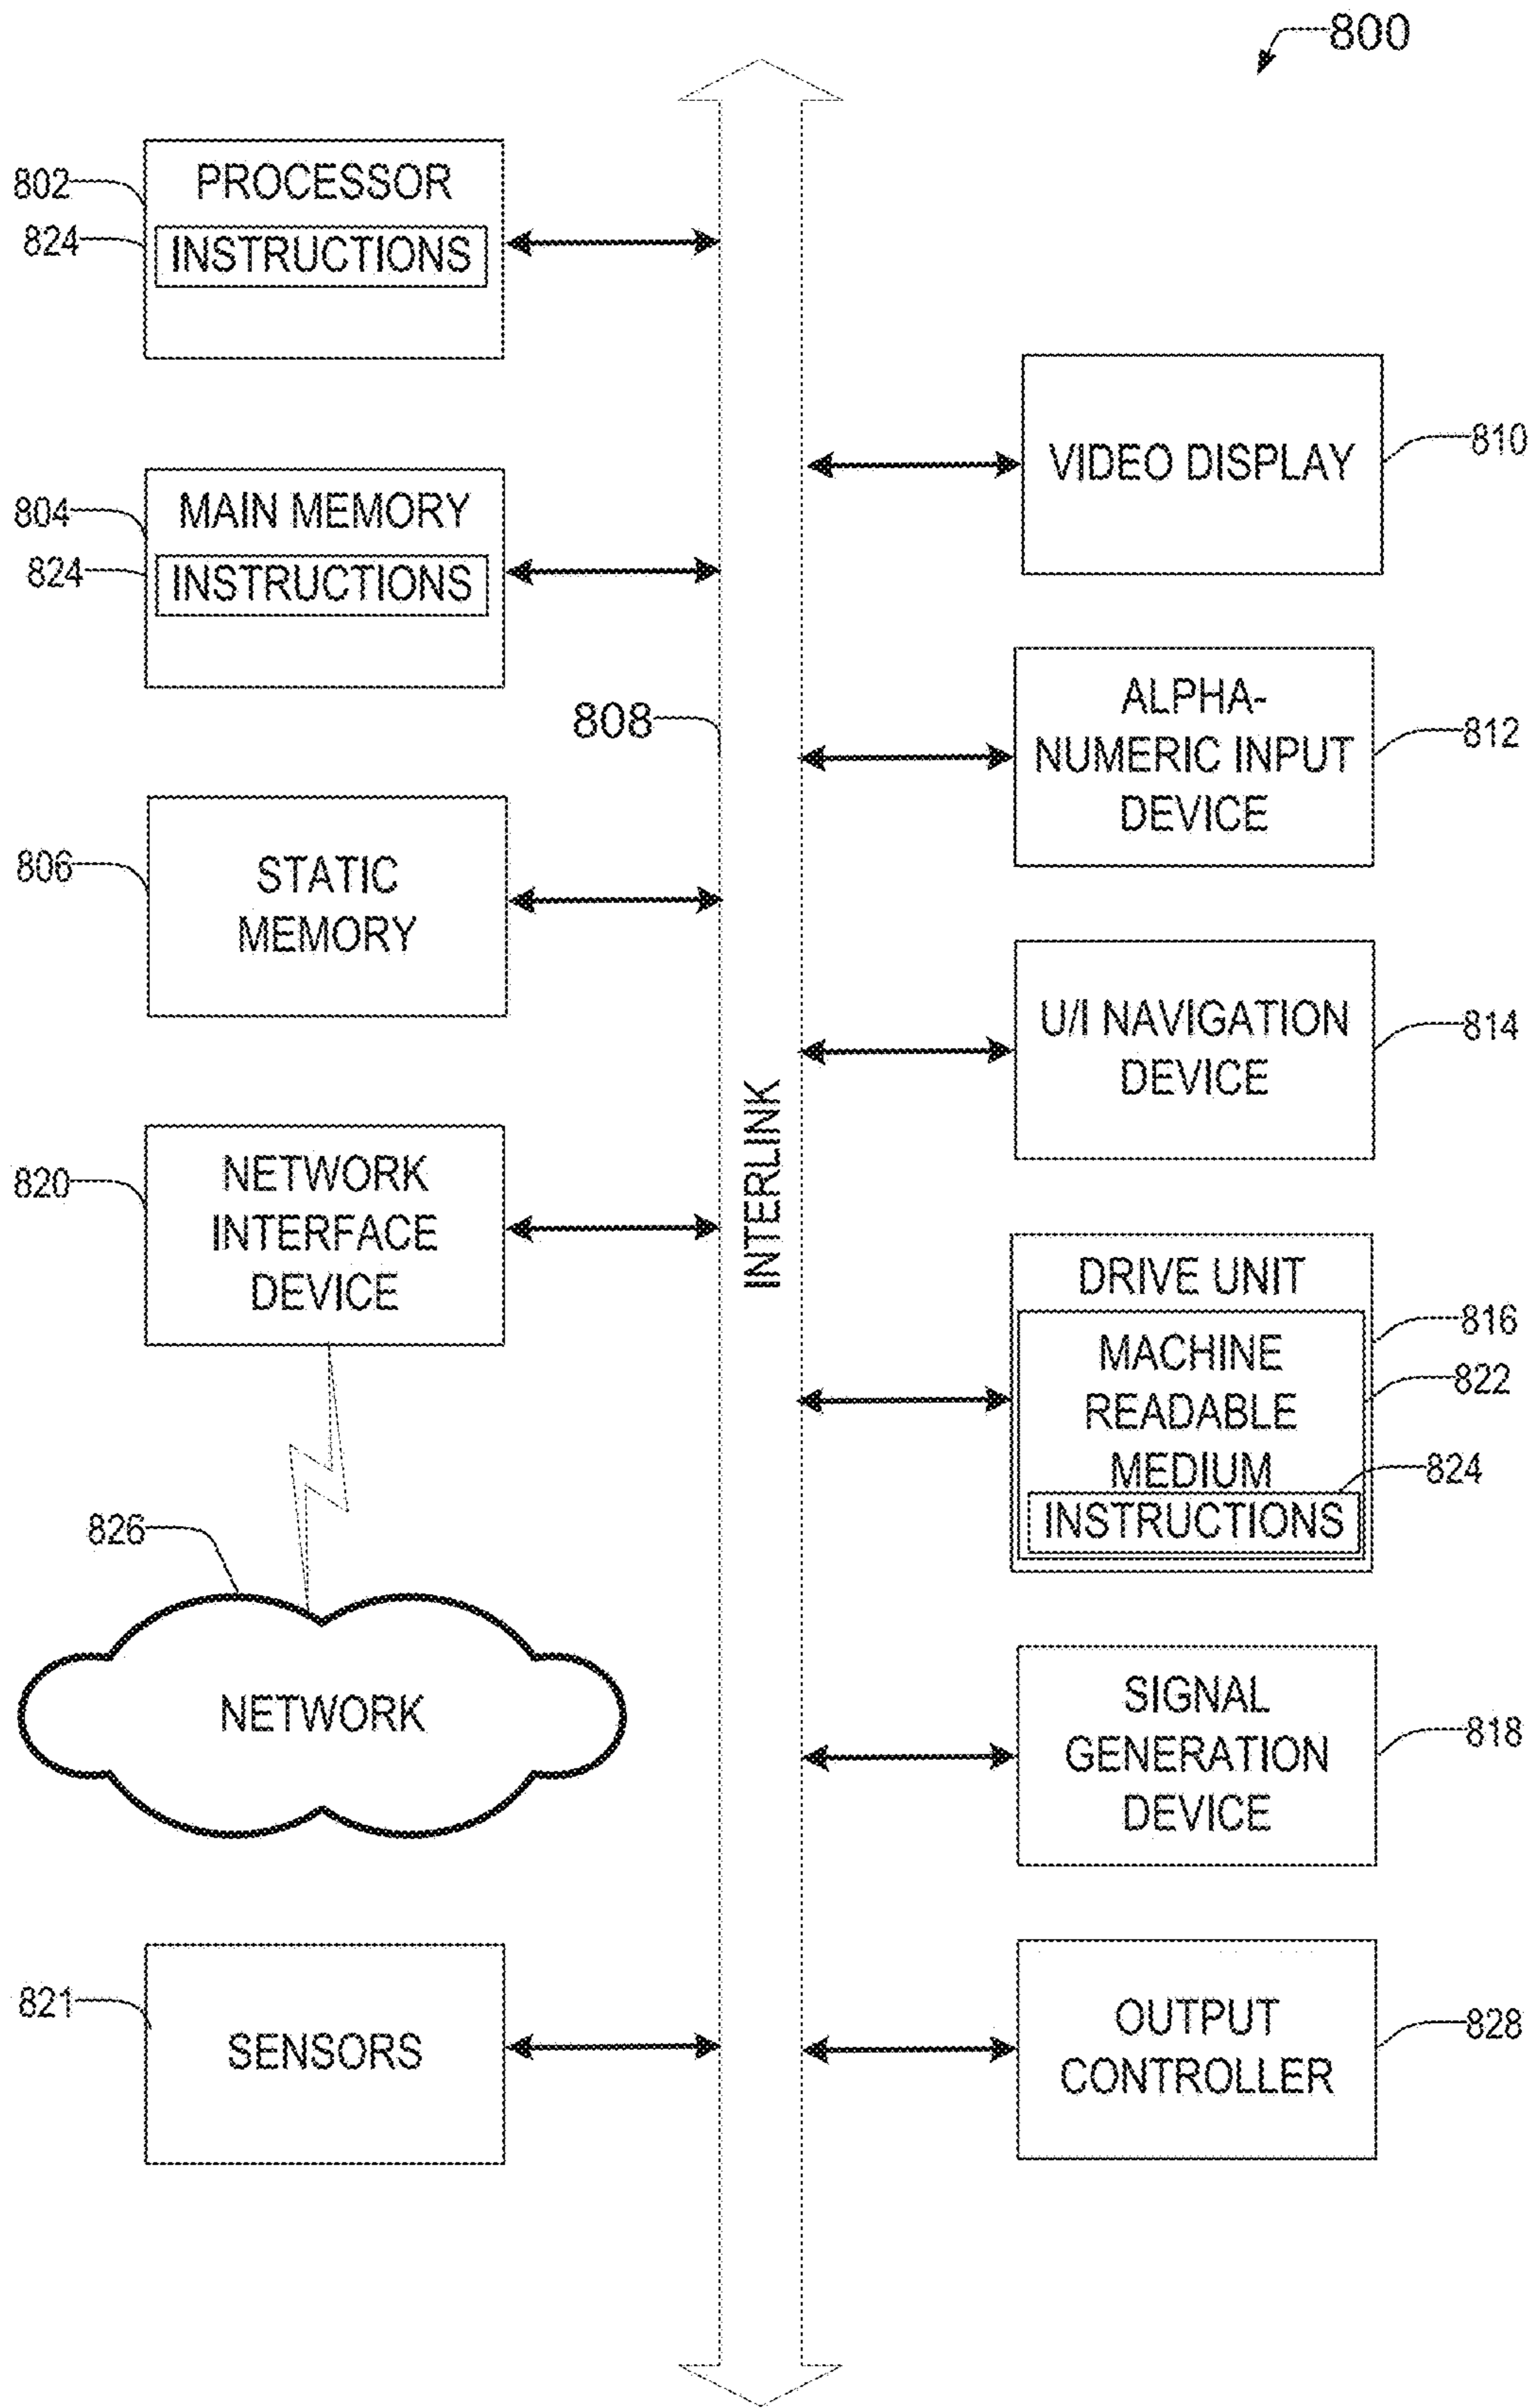 800
802
PROCESSOR
824
INSTRUCTIONS
804
MAIN MEMORY
824
INSTRUCTIONS
808
806
STATIC
MEMORY
820
NETWORK
INTERFACE
DEVICE
826
NETWORK
821
SENSORS
INTERLINK
VIDEO DISPLAY
810
ALPHA-
NUMERIC INPUT
DEVICE
812
U/I NAVIGATION
DEVICE
814
DRIVE UNIT
816
MACHINE
READABLE
MEDIUM
822
824
INSTRUCTIONS
SIGNAL
GENERATION
DEVICE
818
OUTPUT
CONTROLLER
828